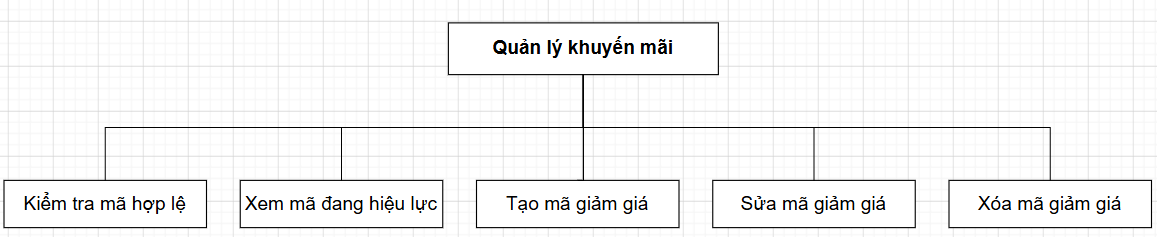 Quản lý khuyến mãi
Kiểm tra mã hợp lệ
Xem mã đang hiệu lực
Tạo mã giảm giá
Sửa mã giảm giá
Xóa mã giảm giá